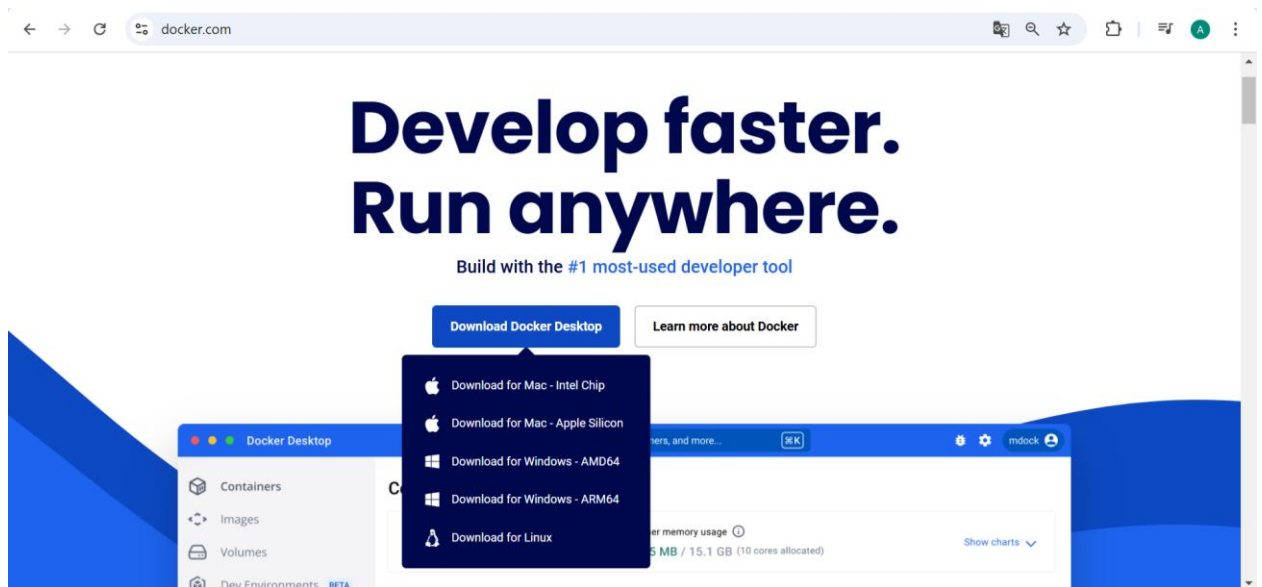 docker.com
A
Develop faster.
Run anywhere.
Build with the #1 most-used developer tool
Download Docker Desktop
Learn more about Docker
Download for Mac - Intel Chip
Download for Mac - Apple Silicon
Download for Windows - AMD64
Download for Windows - ARM64
Download for Linux
Docker Desktop
and more...
⌘K
mdock
Containers
Images
Volumes
Dev Environments BETA
memory usage
MB / 15.1 GB (10 cores allocated)
Show charts